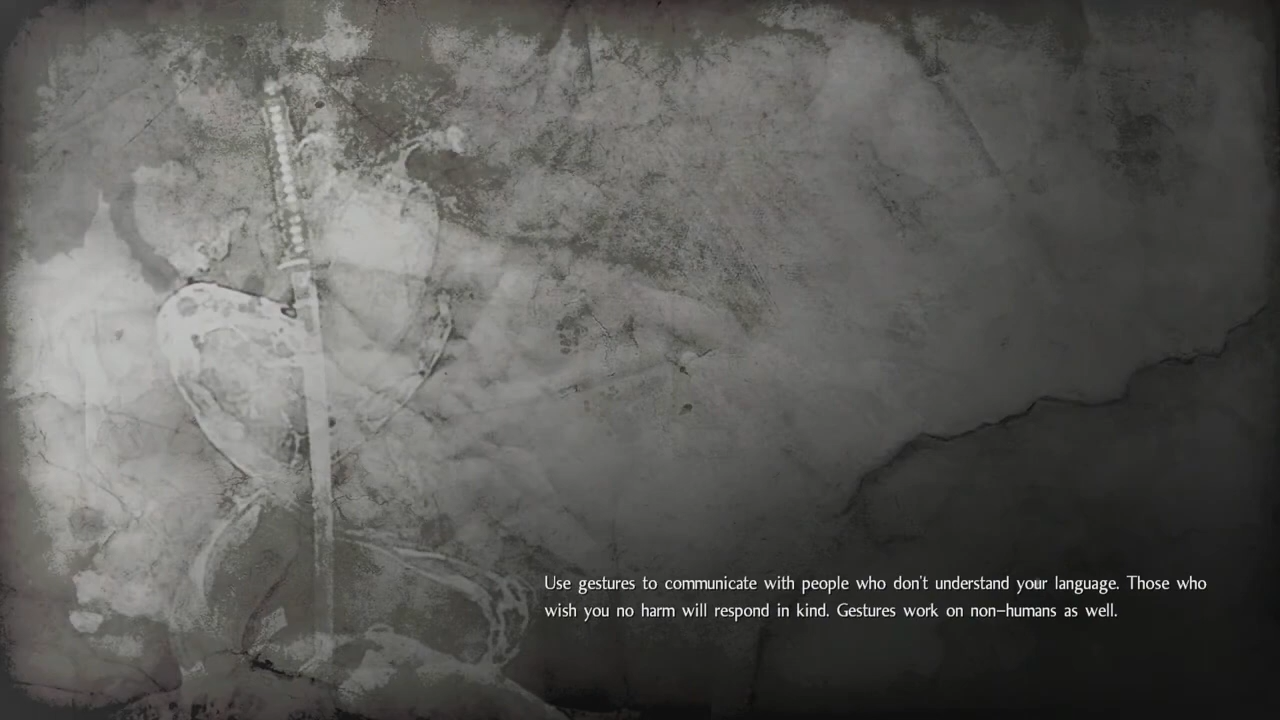 Use gestures to communicate with people who don't understand your language. Those who
wish you no harm will respond in kind. Gestures work on non-humans as well.